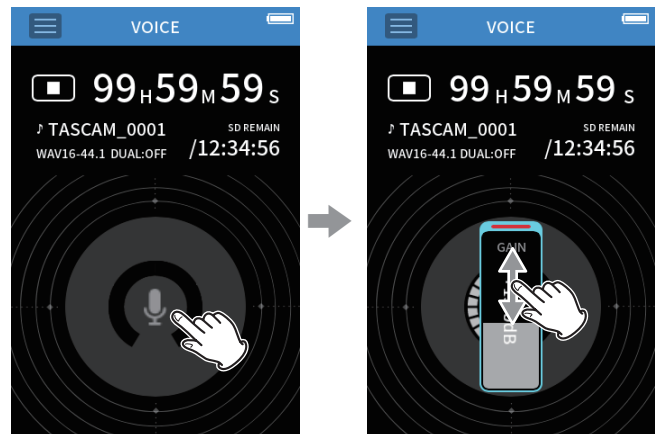 VOICE
99H59M59S
♪ TASCAM_0001
SD REMAIN
WAV16-44.1 DUAL:OFF
/12:34:56
VOICE
99H59M59S
♪ TASCAM_0001
SD REMAIN
WAV16-44.1 DUAL:OFF
/12:34:56
GAIN
dB